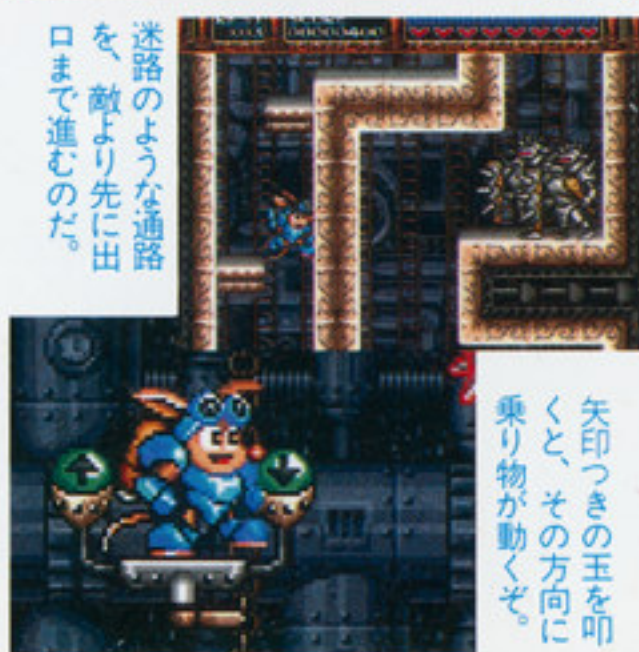 迷路のような通路
を、敵より先に出
口まで進むのだ。
00000400
矢印つきの玉を叩
くと、その方向に
乗り物が動くぞ。